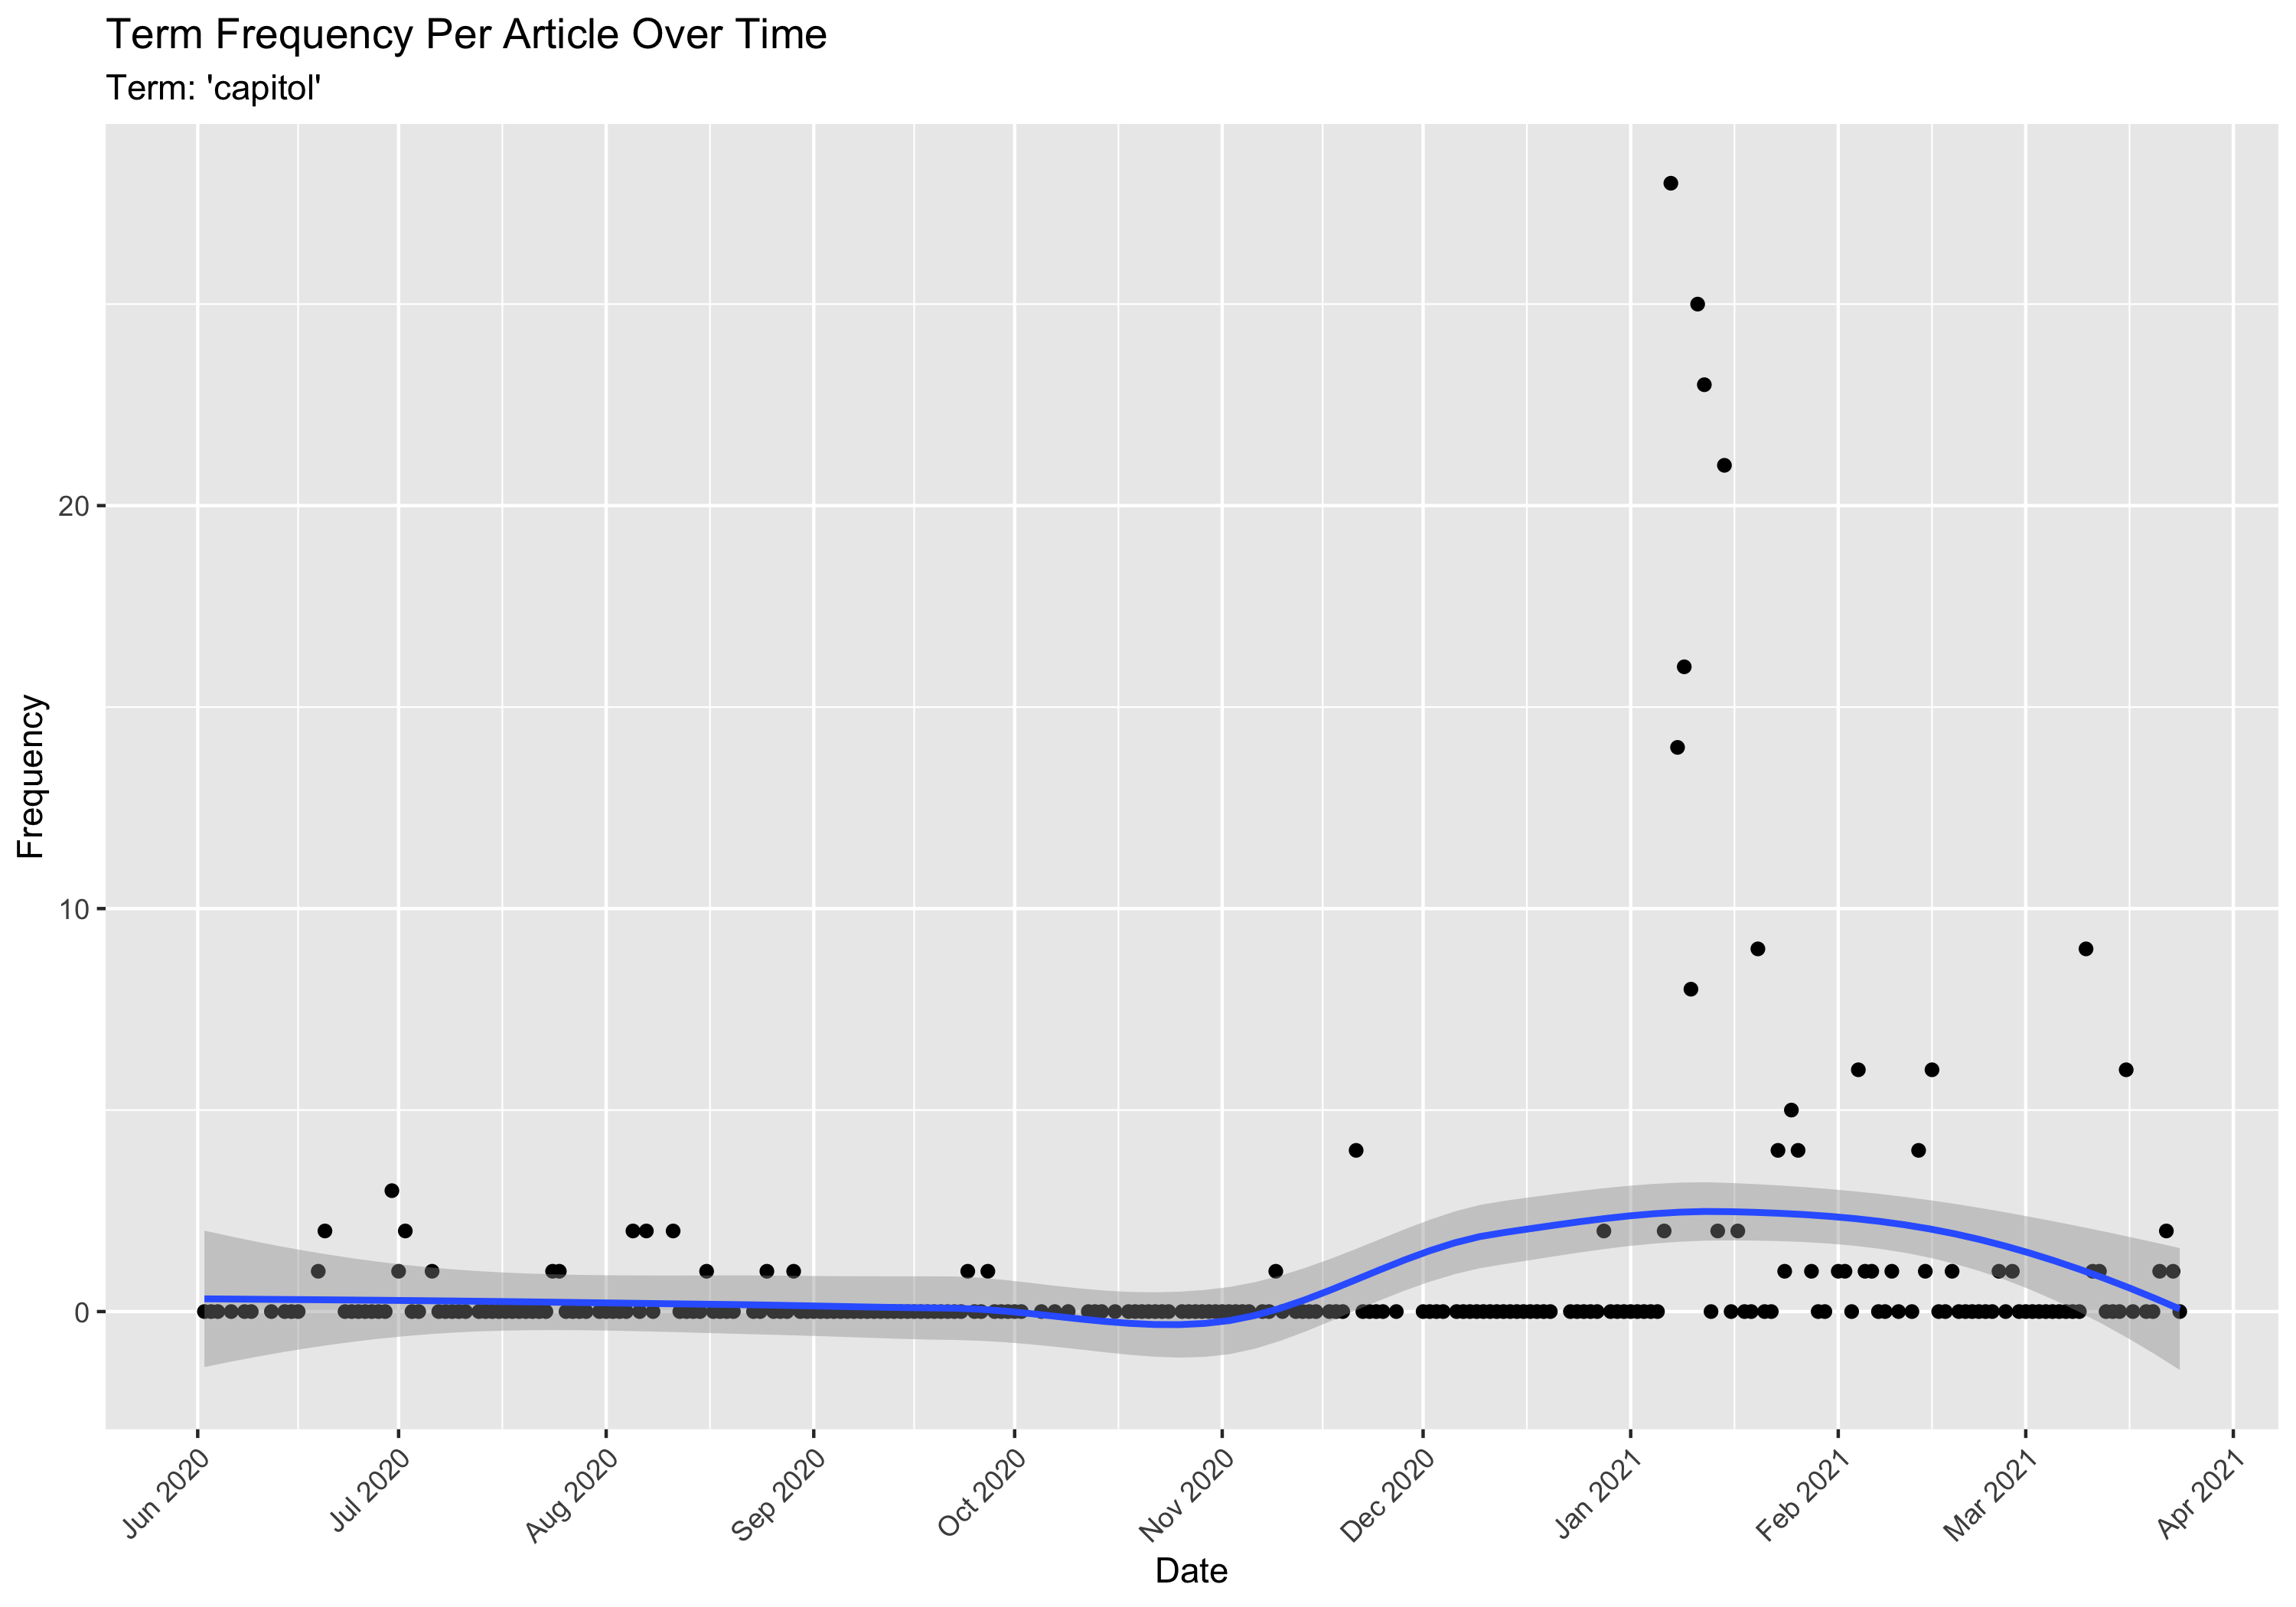 Term Frequency Per Article Over Time
Term: 'capitol'
Frequency
20
10
0
Jun 2020
Jul 2020
Aug 2020
Sep 2020
Oct 2020
Nov 2020
Dec 2020
Jan 2021
Feb 2021
Mar 2021
Apr 2021
Date